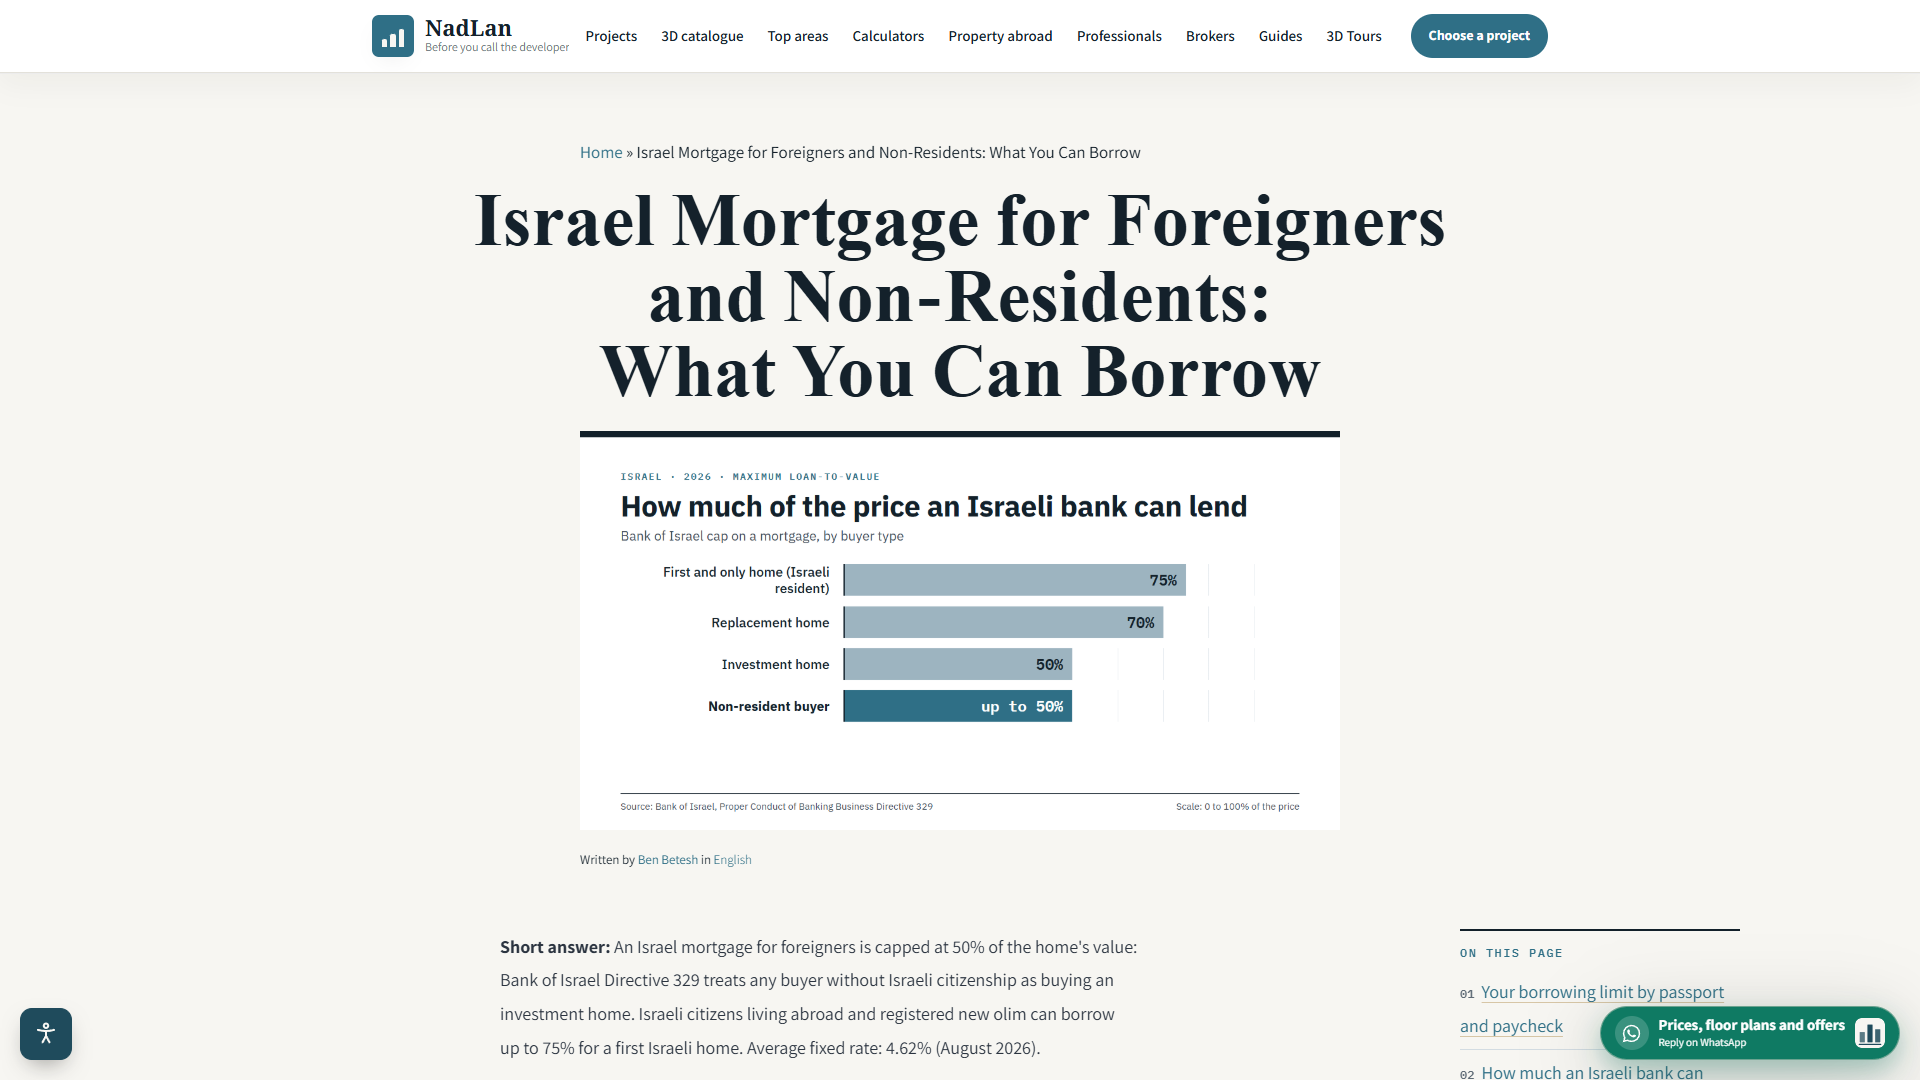 NadLan
Before you call the developer
Projects
3D catalogue
Top areas
Calculators
Property abroad
Professionals
Brokers
Guides
3D Tours
Choose a project
Home » Israel Mortgage for Foreigners and Non-Residents: What You Can Borrow
Israel Mortgage for Foreigners
and Non-Residents:
What You Can Borrow
ISRAEL · 2026 · MAXIMUM LOAN-TO-VALUE
How much of the price an Israeli bank can lend
Bank of Israel cap on a mortgage, by buyer type
First and only home (Israeli
resident)
75%
Replacement home
70%
Investment home
50%
Non-resident buyer
up to 50%
Source: Bank of Israel, Proper Conduct of Banking Business Directive 329
Scale: 0 to 100% of the price
Written by Ben Betesh in English
Short answer: An Israel mortgage for foreigners is capped at 50% of the home's value:
Bank of Israel Directive 329 treats any buyer without Israeli citizenship as buying an
investment home. Israeli citizens living abroad and registered new olim can borrow
up to 75% for a first Israeli home. Average fixed rate: 4.62% (August 2026).
ON THIS PAGE
01 Your borrowing limit by passport
and paycheck
02 How much an Israeli bank can
Prices, floor plans and offers
Reply on WhatsApp